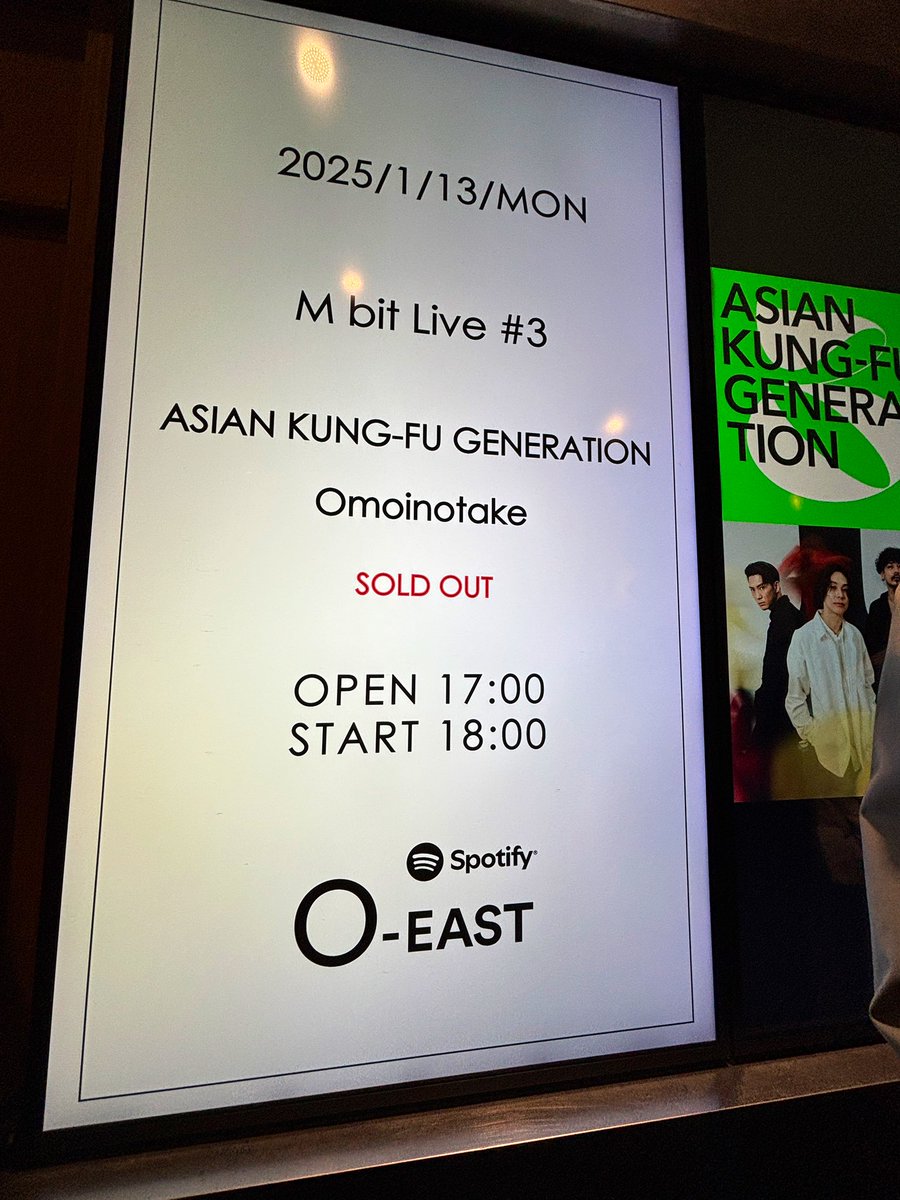 2025/1/13/MON
M bit Live #3
ASIAN KUNG-FU GENERATION
Omoinotake
SOLD OUT
OPEN 17:00
START 18:00
Spotify
O-EAST
ASIAN
KUNG-FU
GENERA
TION